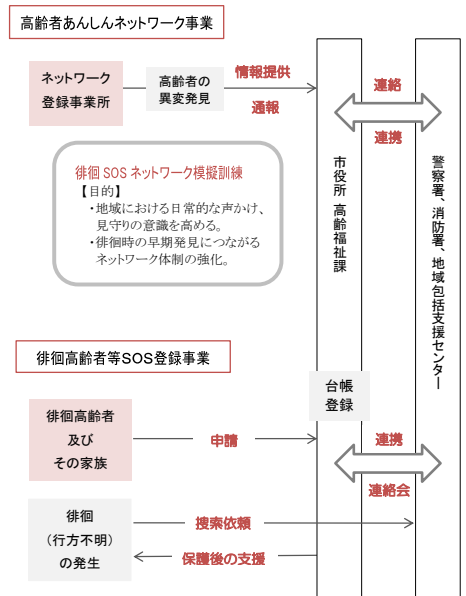 高齢者あんしんネットワーク事業
ネットワーク
登録事業所
高齢者の
異変発見
情報提供
通報
連絡
連携
徘徊 SOS ネットワーク模擬訓練
【目的】
・地域における日常的な声かけ、
見守りの意識を高める。
・徘徊時の早期発見につながる
ネットワーク体制の強化。
市役所 高齢福祉課
警察署、消防署、地域包括支援センター
徘徊高齢者等SOS登録事業
台帳
登録
徘徊高齢者
及び
その家族
申請
連携
連絡会
徘徊
（行方不明）
の発生
捜索依頼
保護後の支援